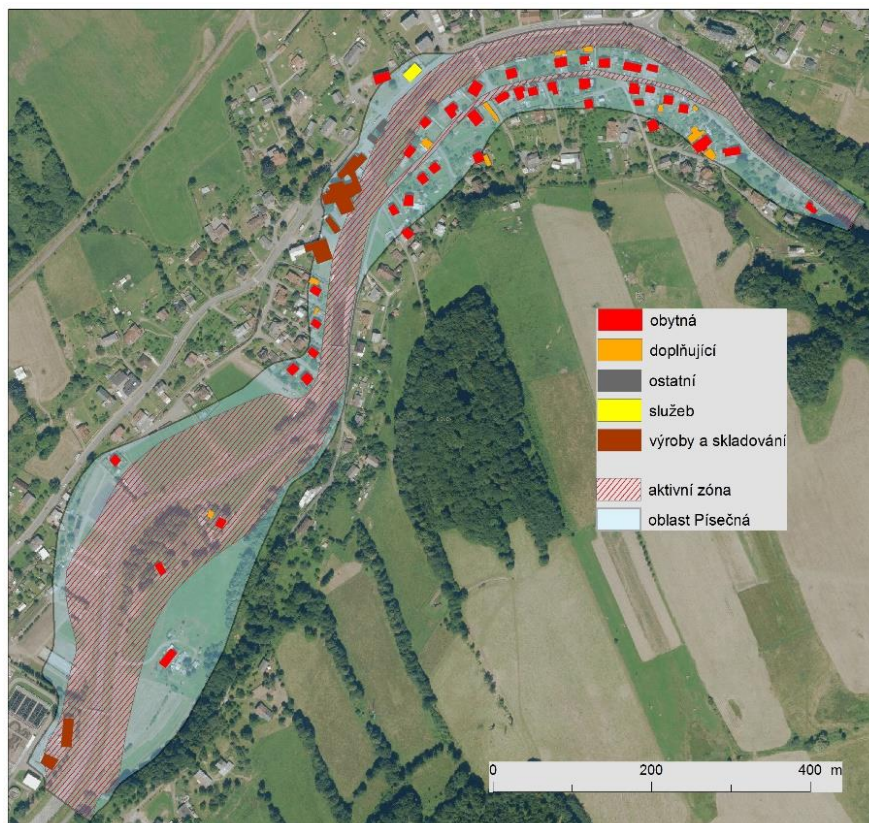 obytná
doplňující
ostatní
služeb
výroby a skladování
aktivní zóna
oblast Písečná
0 200 400 m